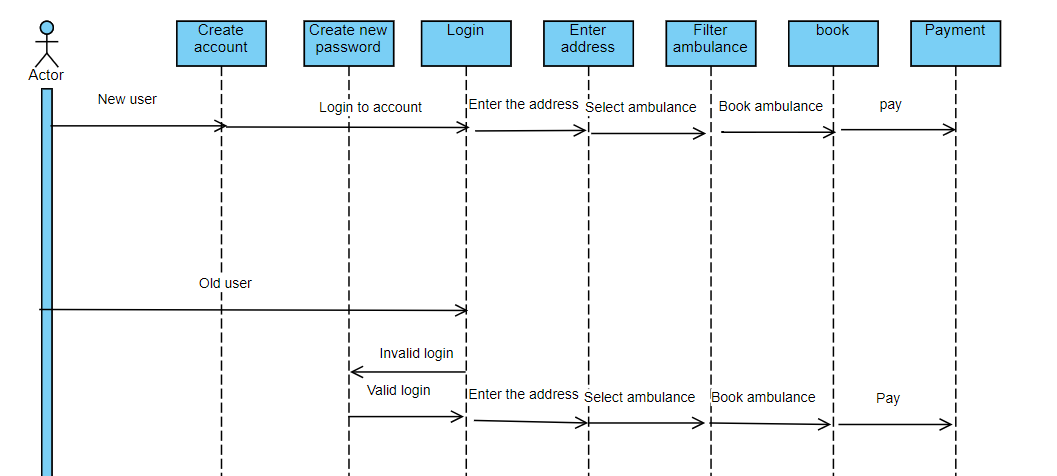 Actor
Create
account
Create new
password
Login
Enter
address
Filter
ambulance
book
Payment
New user
Login to account
Enter the address
Select ambulance
Book ambulance
pay
Old user
Invalid login
Valid login
Enter the address
Select ambulance
Book ambulance
Pay